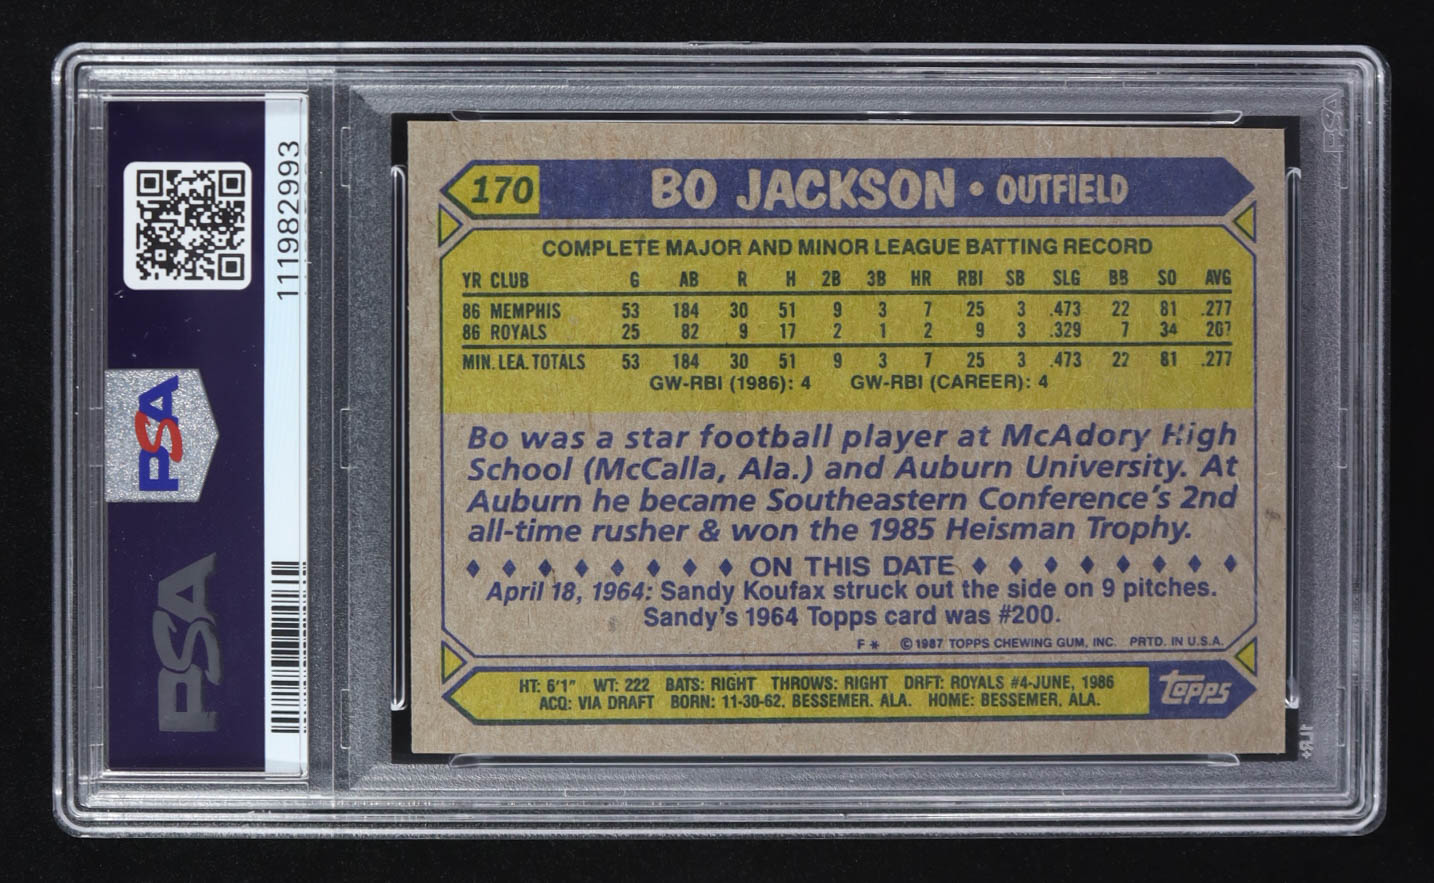 111982993
PSA
PSA
170 BO JACKSON • OUTFIELD
COMPLETE MAJOR AND MINOR LEAGUE BATTING RECORD
YR CLUB G AB R H 2B 3B HR RBI SB SLG BB SO AVG
86 MEMPHIS 53 184 30 51 9 3 7 25 3 .473 22 81 .277
86 ROYALS 25 82 9 17 2 1 2 9 3 .329 7 34 207
MIN. LEA. TOTALS 53 184 30 51 9 3 7 25 3 .473 22 81 .277
GW-RBI (1986): 4 GW-RBI (CAREER): 4
Bo was a star football player at McAdory High
School (McCalla, Ala.) and Auburn University. At
Auburn he became Southeastern Conference's 2nd
all-time rusher & won the 1985 Heisman Trophy.
ON THIS DATE
April 18, 1964: Sandy Koufax struck out the side on 9 pitches.
Sandy's 1964 Topps card was #200.
F* ©1987 TOPPS CHEWING GUM, INC. PRTD. IN U.S.A.
HT: 6'1" WT: 222 BATS: RIGHT THROWS: RIGHT DRFT: ROYALS #4-JUNE, 1986
ACQ: VIA DRAFT BORN: 11-30-62, BESSEMER. ALA. HOME: BESSEMER, ALA.
topps
PSA